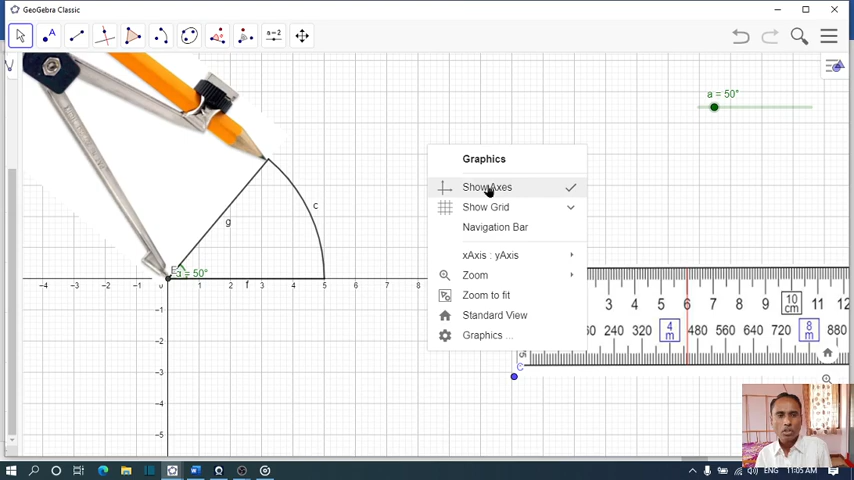 GeoGebra Classic
a=2
a = 50°
Graphics
Show Axes
Show Grid
Navigation Bar
xAxis : yAxis
Zoom
Zoom to fit
Standard View
Graphics ...
c
g
E
a = 50°
f
−4 −3 −2 −1 0 1 2 3 4 5 6 7 8
−1
−2
−3
−4
−5
3 4 5 6 7 8 9 10 cm 11 12
240 320 4 m 480 560 640 720 8 m 880
C
ENG 11:05 AM